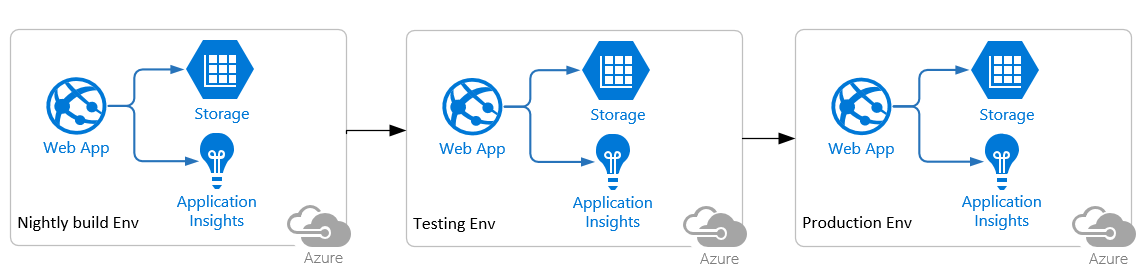 Storage
Web App
Application
Insights
Nightly build Env
Azure
Storage
Web App
Application
Insights
Testing Env
Azure
Storage
Web App
Application
Insights
Production Env
Azure